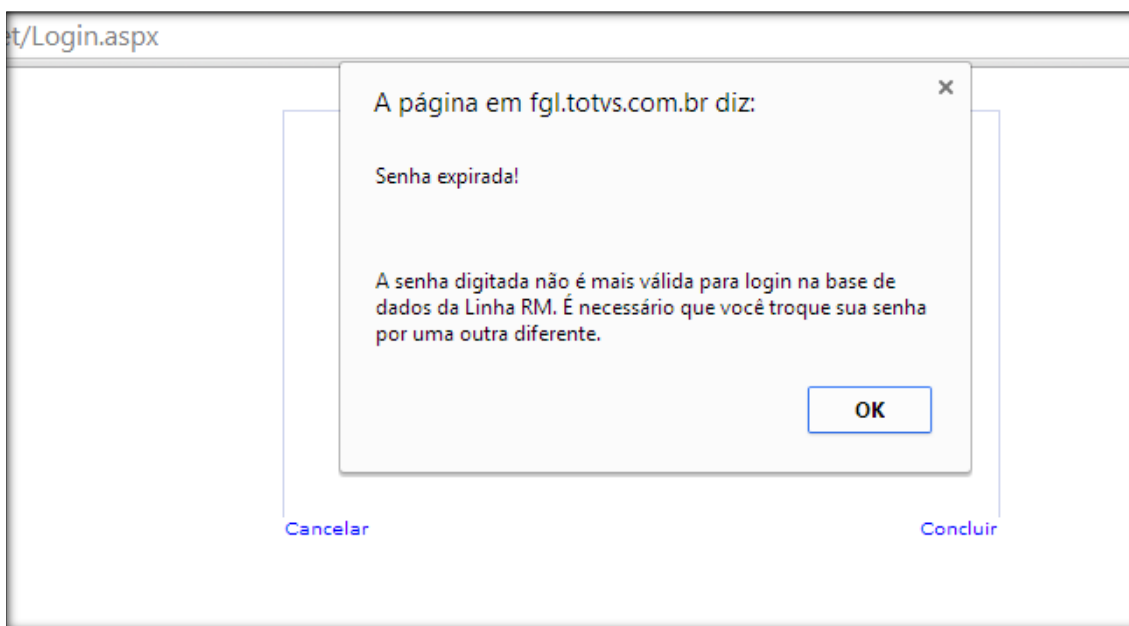 et/Login.aspx
A página em fgl.totvs.com.br diz:
Senha expirada!
A senha digitada não é mais válida para login na base de
dados da Linha RM. É necessário que você troque sua senha
por uma outra diferente.
OK
Cancelar
Concluir